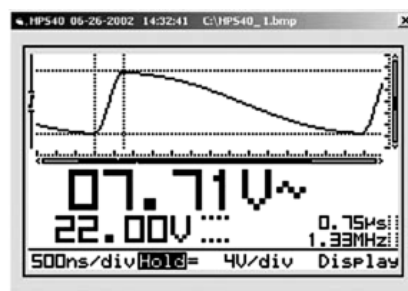 HPS40 06-26-2002 14:32:41 C:\HPS40_1.bmp
07.71V~
22.00V
0.75µs
1.33MHz
500ns/div Hold = 4V/div Display